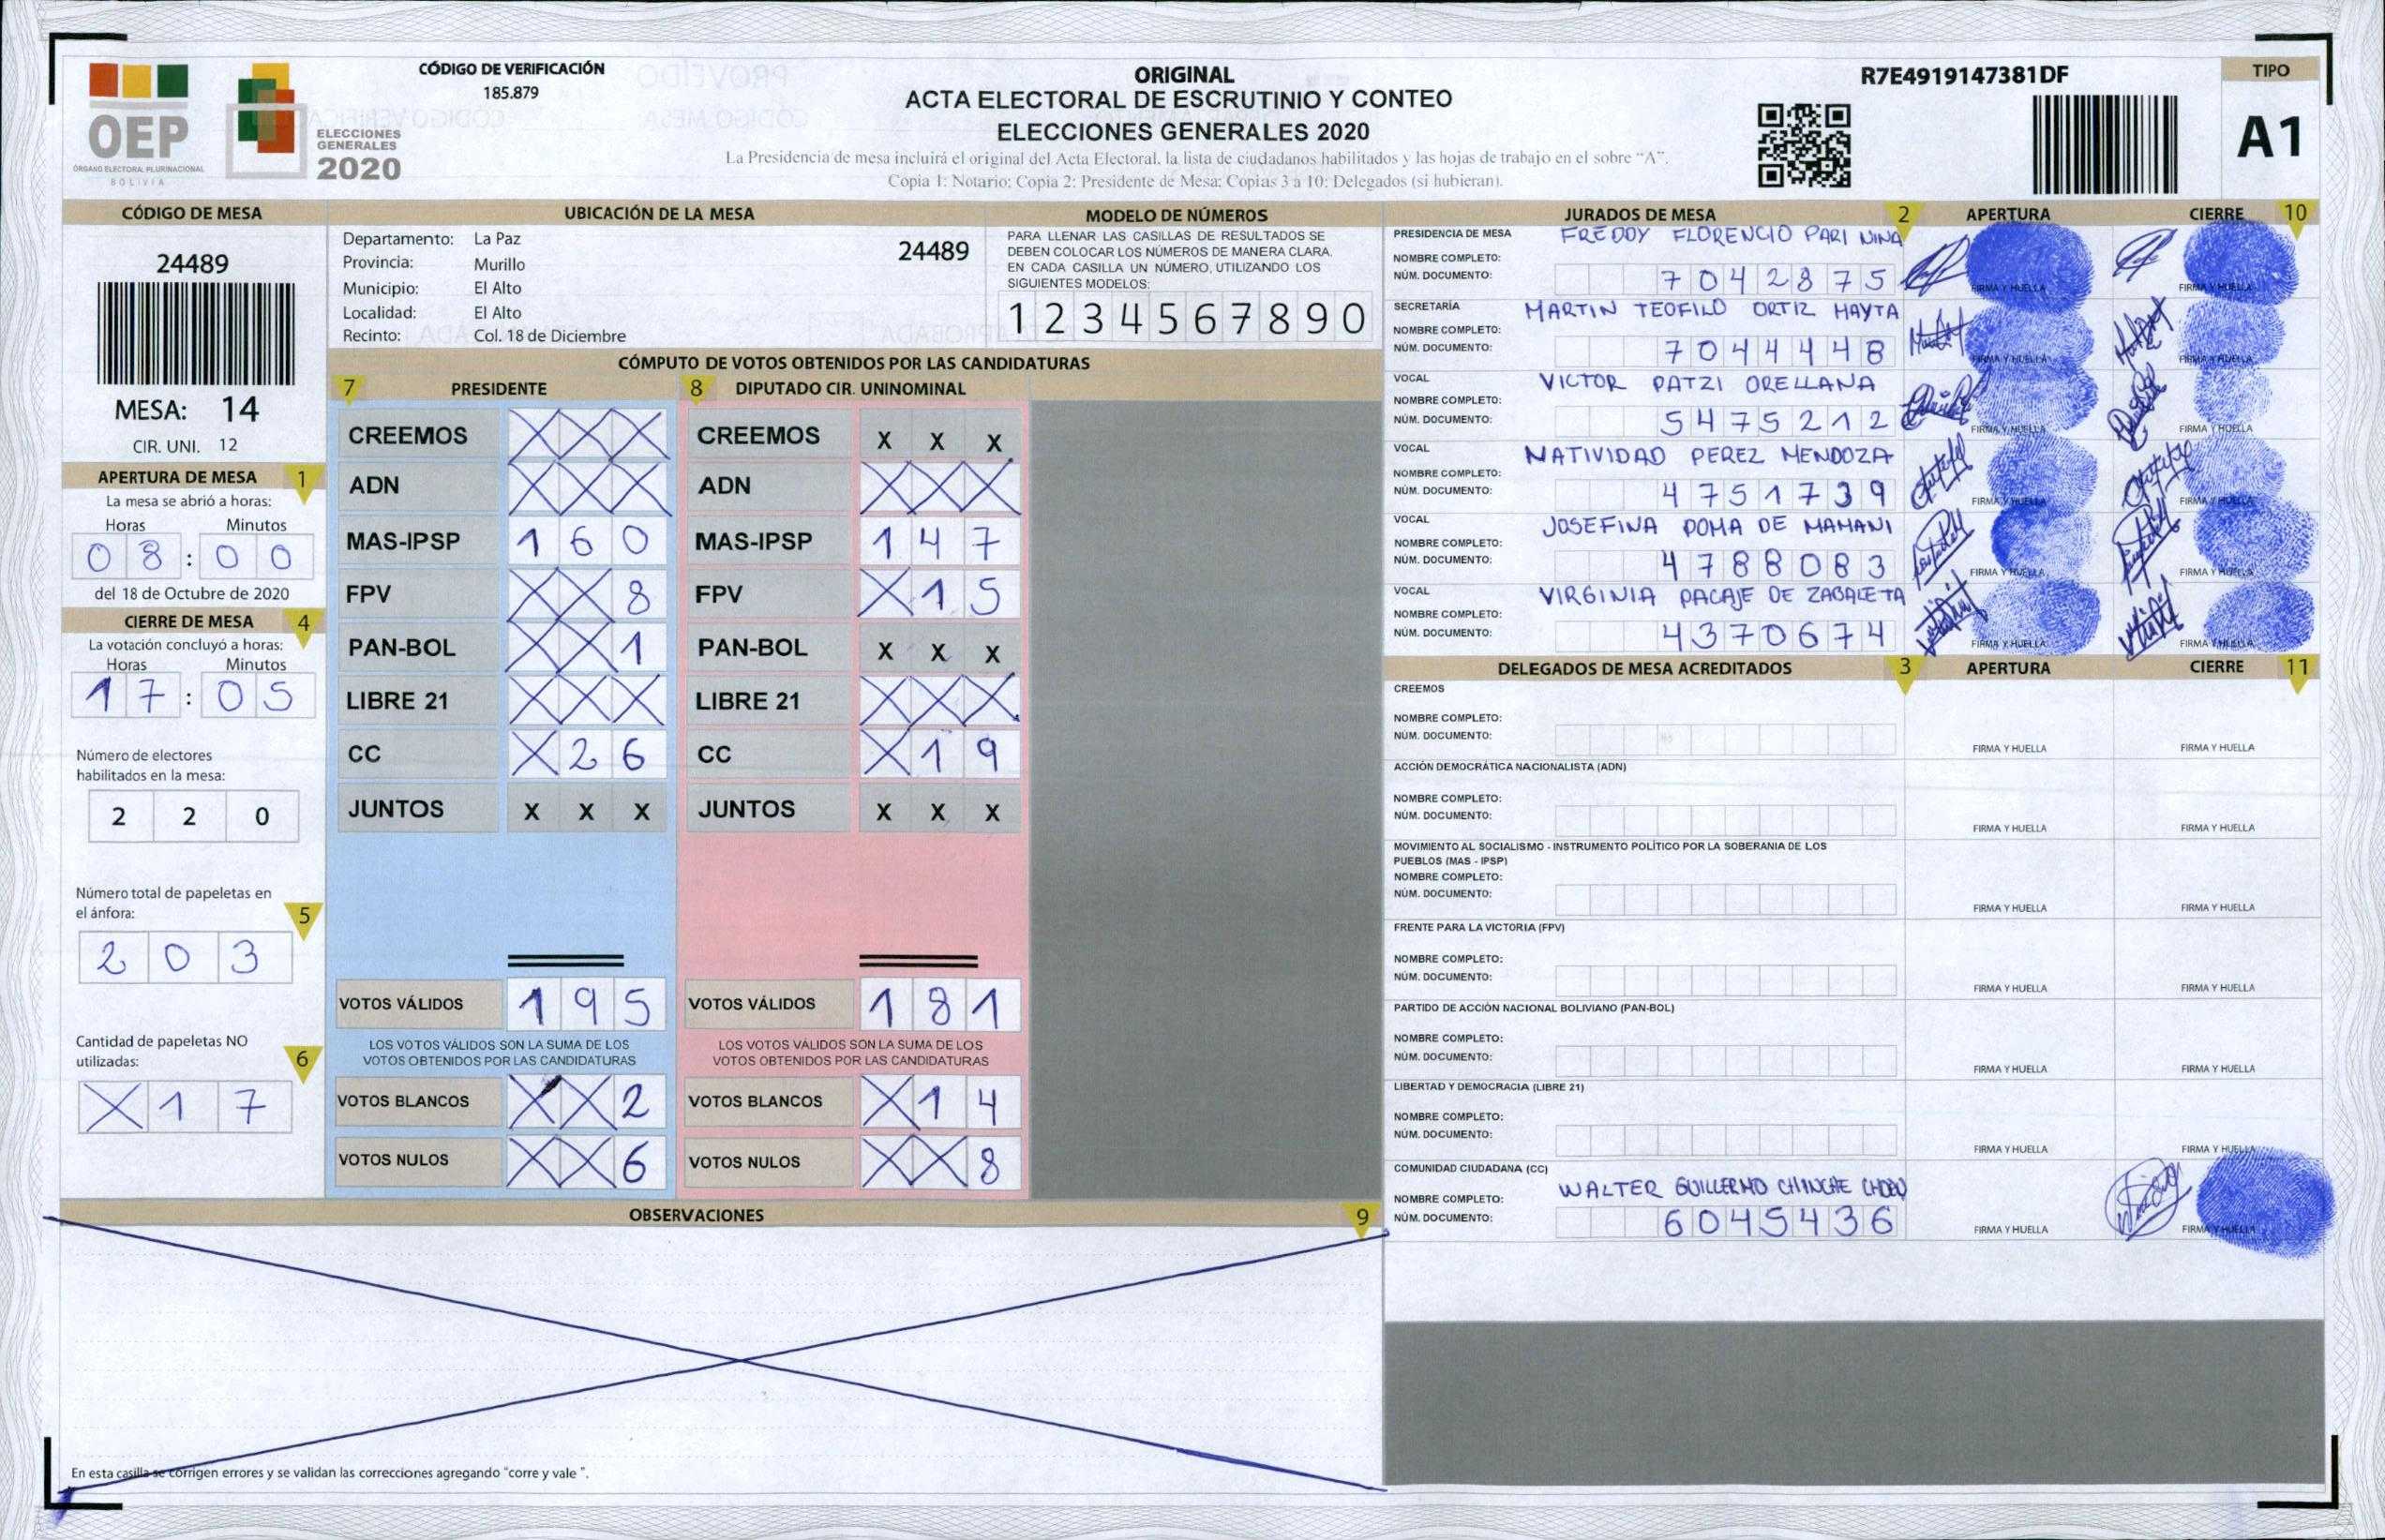 OEP
ÓRGANO ELECTORAL PLURINACIONAL
BOLIVIA
ELECCIONES
GENERALES
2020
CÓDIGO DE VERIFICACIÓN
185.879
ORIGINAL
ACTA ELECTORAL DE ESCRUTINIO Y CONTEO
ELECCIONES GENERALES 2020
La Presidencia de mesa incluirá el original del Acta Electoral, la lista de ciudadanos habilitados y las hojas de trabajo en el sobre “A”.
Copia 1: Notario; Copia 2: Presidente de Mesa; Copias 3 a 10: Delegados (si hubieran).
R7E4919147381DF
TIPO
A1
CÓDIGO DE MESA
24489
MESA: 14
CIR. UNI. 12
APERTURA DE MESA 1
La mesa se abrió a horas:
Horas Minutos
08:00
del 18 de Octubre de 2020
CIERRE DE MESA 4
La votación concluyó a horas:
Horas Minutos
17:05
Número de electores
habilitados en la mesa:
2 2 0
Número total de papeletas en
el ánfora: 5
2 0 3
Cantidad de papeletas NO
utilizadas: 6
X 1 7
UBICACIÓN DE LA MESA
Departamento: La Paz 24489
Provincia: Murillo
Municipio: El Alto
Localidad: El Alto
Recinto: Col. 18 de Diciembre
MODELO DE NÚMEROS
PARA LLENAR LAS CASILLAS DE RESULTADOS SE
DEBEN COLOCAR LOS NÚMEROS DE MANERA CLARA,
EN CADA CASILLA UN NÚMERO, UTILIZANDO LOS
SIGUIENTES MODELOS:
1 2 3 4 5 6 7 8 9 0
CÓMPUTO DE VOTOS OBTENIDOS POR LAS CANDIDATURAS
7 PRESIDENTE
CREEMOS X X X
ADN X X X
MAS-IPSP 1 6 0
FPV X X 8
PAN-BOL X X 1
LIBRE 21 X X X
CC X 2 6
JUNTOS X X X
VOTOS VÁLIDOS 1 9 5
LOS VOTOS VÁLIDOS SON LA SUMA DE LOS
VOTOS OBTENIDOS POR LAS CANDIDATURAS
VOTOS BLANCOS X X 2
VOTOS NULOS X X 6
8 DIPUTADO CIR. UNINOMINAL
CREEMOS X X X
ADN X X X
MAS-IPSP 1 4 7
FPV X 1 5
PAN-BOL X X X
LIBRE 21 X X X
CC X 1 9
JUNTOS X X X
VOTOS VÁLIDOS 1 8 1
LOS VOTOS VÁLIDOS SON LA SUMA DE LOS
VOTOS OBTENIDOS POR LAS CANDIDATURAS
VOTOS BLANCOS X 1 4
VOTOS NULOS X X 8
OBSERVACIONES 9
En esta casilla se corrigen errores y se validan las correcciones agregando “corre y vale ”.
JURADOS DE MESA 2 APERTURA CIERRE 10
PRESIDENCIA DE MESA FREDDY FLORENCIO PARI NINA
NOMBRE COMPLETO:
NÚM. DOCUMENTO: 7042875 FIRMA Y HUELLA FIRMA Y HUELLA
SECRETARÍA MARTIN TEOFILO ORTIZ MAYTA
NOMBRE COMPLETO:
NÚM. DOCUMENTO: 7044448 FIRMA Y HUELLA FIRMA Y HUELLA
VOCAL VICTOR PATZI ORELLANA
NOMBRE COMPLETO:
NÚM. DOCUMENTO: 5475212 FIRMA Y HUELLA FIRMA Y HUELLA
VOCAL NATIVIDAD PEREZ MENDOZA
NOMBRE COMPLETO:
NÚM. DOCUMENTO: 4751739 FIRMA Y HUELLA FIRMA Y HUELLA
VOCAL JOSEFINA POMA DE MAMANI
NOMBRE COMPLETO:
NÚM. DOCUMENTO: 4788083 FIRMA Y HUELLA FIRMA Y HUELLA
VOCAL VIRGINIA PACAJE DE ZABALETA
NOMBRE COMPLETO:
NÚM. DOCUMENTO: 4370674 FIRMA Y HUELLA FIRMA Y HUELLA
DELEGADOS DE MESA ACREDITADOS 3 APERTURA CIERRE 11
CREEMOS
NOMBRE COMPLETO:
NÚM. DOCUMENTO: FIRMA Y HUELLA FIRMA Y HUELLA
ACCIÓN DEMOCRÁTICA NACIONALISTA (ADN)
NOMBRE COMPLETO:
NÚM. DOCUMENTO: FIRMA Y HUELLA FIRMA Y HUELLA
MOVIMIENTO AL SOCIALISMO - INSTRUMENTO POLÍTICO POR LA SOBERANIA DE LOS
PUEBLOS (MAS - IPSP)
NOMBRE COMPLETO:
NÚM. DOCUMENTO: FIRMA Y HUELLA FIRMA Y HUELLA
FRENTE PARA LA VICTORIA (FPV)
NOMBRE COMPLETO:
NÚM. DOCUMENTO: FIRMA Y HUELLA FIRMA Y HUELLA
PARTIDO DE ACCIÓN NACIONAL BOLIVIANO (PAN-BOL)
NOMBRE COMPLETO:
NÚM. DOCUMENTO: FIRMA Y HUELLA FIRMA Y HUELLA
LIBERTAD Y DEMOCRACIA (LIBRE 21)
NOMBRE COMPLETO:
NÚM. DOCUMENTO: FIRMA Y HUELLA FIRMA Y HUELLA
COMUNIDAD CIUDADANA (CC)
NOMBRE COMPLETO: WALTER GUILLERMO CHINCHE
NÚM. DOCUMENTO: 6045436 FIRMA Y HUELLA FIRMA Y HUELLA